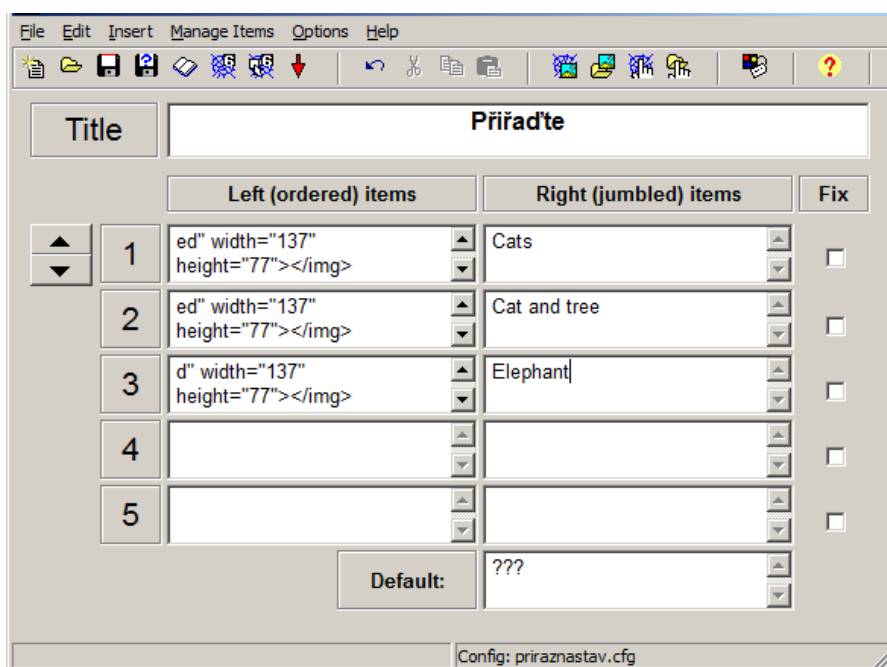 File Edit Insert Manage Items Options Help
Title
Přiřaďte
Left (ordered) items
Right (jumbled) items
Fix
1
ed" width="137"
height="77"></img>
Cats
2
ed" width="137"
height="77"></img>
Cat and tree
3
d" width="137"
height="77"></img>
Elephant
4
5
Default:
???
Config: priraznastav.cfg